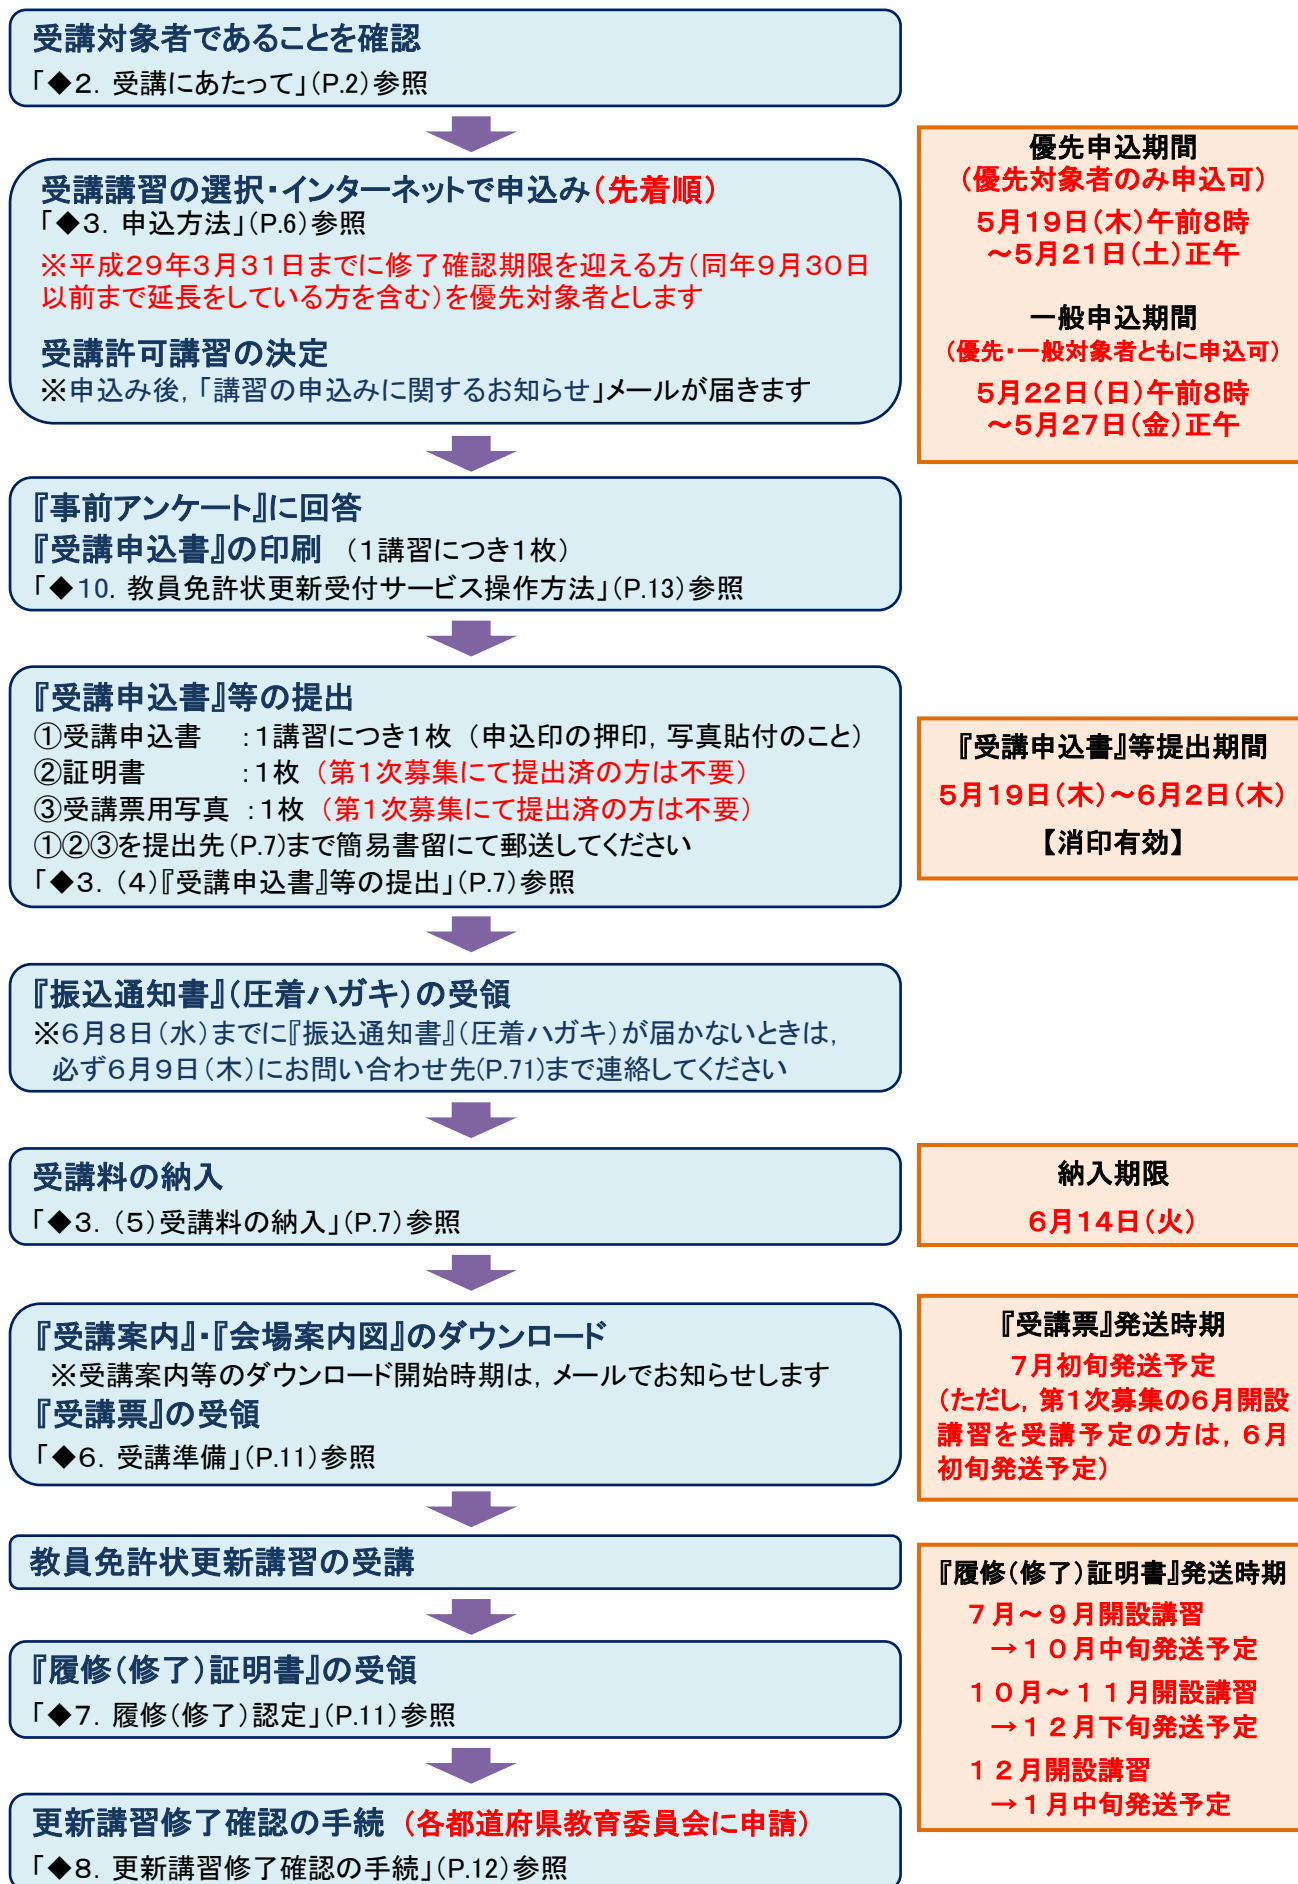 受講対象者であることを確認
「◆２．受講にあたって」（P.2）参照
受講講習の選択・インターネットで申込み（先着順）
「◆３．申込方法」（P.6）参照
※平成２９年３月３１日までに修了確認期限を迎える方（同年９月３０日
以前まで延長をしている方を含む）を優先対象者とします
受講許可講習の決定
※申込み後，「講習の申込みに関するお知らせ」メールが届きます
優先申込期間
（優先対象者のみ申込可）
５月１９日（木）午前８時
～５月２１日（土）正午
一般申込期間
（優先・一般対象者ともに申込可）
５月２２日（日）午前８時
～５月２７日（金）正午
『事前アンケート』に回答
『受講申込書』の印刷　（１講習につき１枚）
「◆１０．教員免許状更新受付サービス操作方法」（P.13）参照
『受講申込書』等の提出
①受講申込書　：１講習につき１枚　（申込印の押印，写真貼付のこと）
②証明書　：１枚　（第１次募集にて提出済の方は不要）
③受講票用写真　：１枚　（第１次募集にて提出済の方は不要）
①②③を提出先（P.7）まで簡易書留にて郵送してください
「◆３．（４）『受講申込書』等の提出」（P.7）参照
『受講申込書』等提出期間
５月１９日（木）～６月２日（木）
【消印有効】
『振込通知書』（圧着ハガキ）の受領
※６月８日（水）までに『振込通知書』（圧着ハガキ）が届かないときは，
必ず６月９日（木）にお問い合わせ先（P.71）まで連絡してください
受講料の納入
「◆３．（５）受講料の納入」（P.7）参照
納入期限
６月１４日（火）
『受講案内』・『会場案内図』のダウンロード
※受講案内等のダウンロード開始時期は，メールでお知らせします
『受講票』の受領
「◆６．受講準備」（P.11）参照
『受講票』発送時期
７月初旬発送予定
（ただし，第１次募集の６月開設
講習を受講予定の方は，６月
初旬発送予定）
教員免許状更新講習の受講
『履修（修了）証明書』の受領
「◆７．履修（修了）認定」（P.11）参照
『履修（修了）証明書』発送時期
７月～９月開設講習
→１０月中旬発送予定
１０月～１１月開設講習
→１２月下旬発送予定
１２月開設講習
→１月中旬発送予定
更新講習修了確認の手続　（各都道府県教育委員会に申請）
「◆８．更新講習修了確認の手続」（P.12）参照